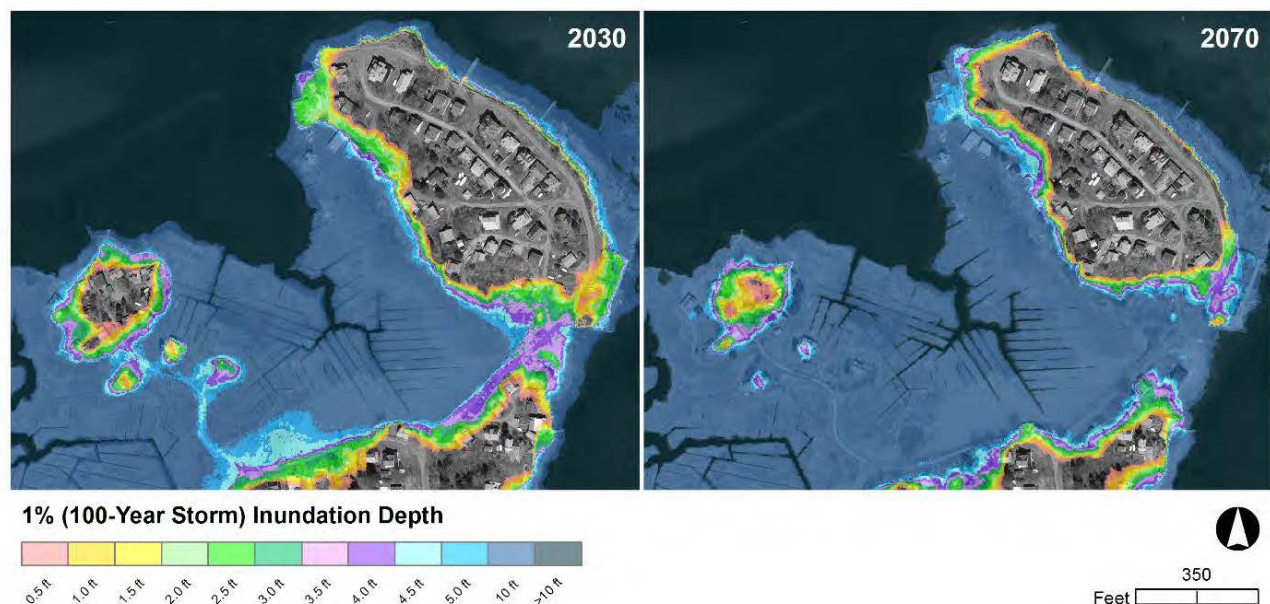 2030
2070
1% (100-Year Storm) Inundation Depth
0.5 ft
1.0 ft
1.5 ft
2.0 ft
2.5 ft
3.0 ft
3.5 ft
4.0 ft
4.5 ft
5.0 ft
10 ft
>10 ft
350
Feet